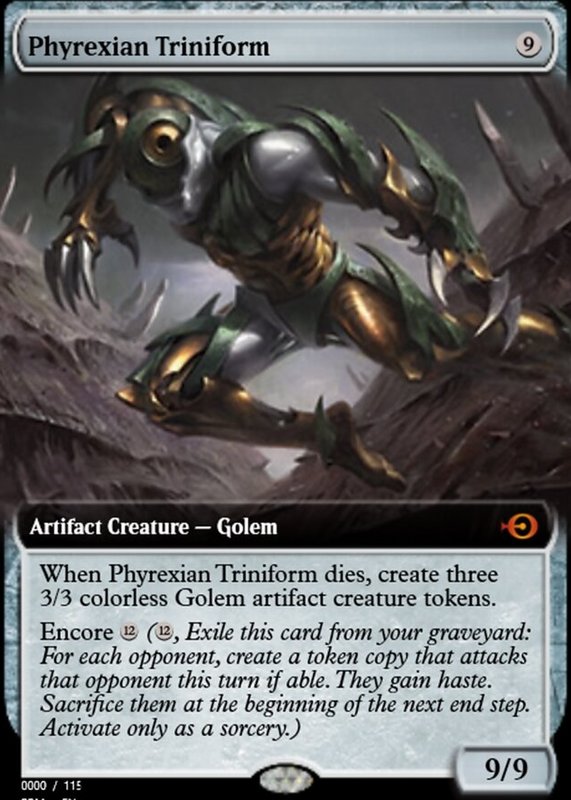 Phyrexian Triniform 9
Artifact Creature — Golem
When Phyrexian Triniform dies, create three
3/3 colorless Golem artifact creature tokens.
Encore 12 (12, Exile this card from your graveyard:
For each opponent, create a token copy that attacks
that opponent this turn if able. They gain haste.
Sacrifice them at the beginning of the next end step.
Activate only as a sorcery.)
9/9
0000 / 115